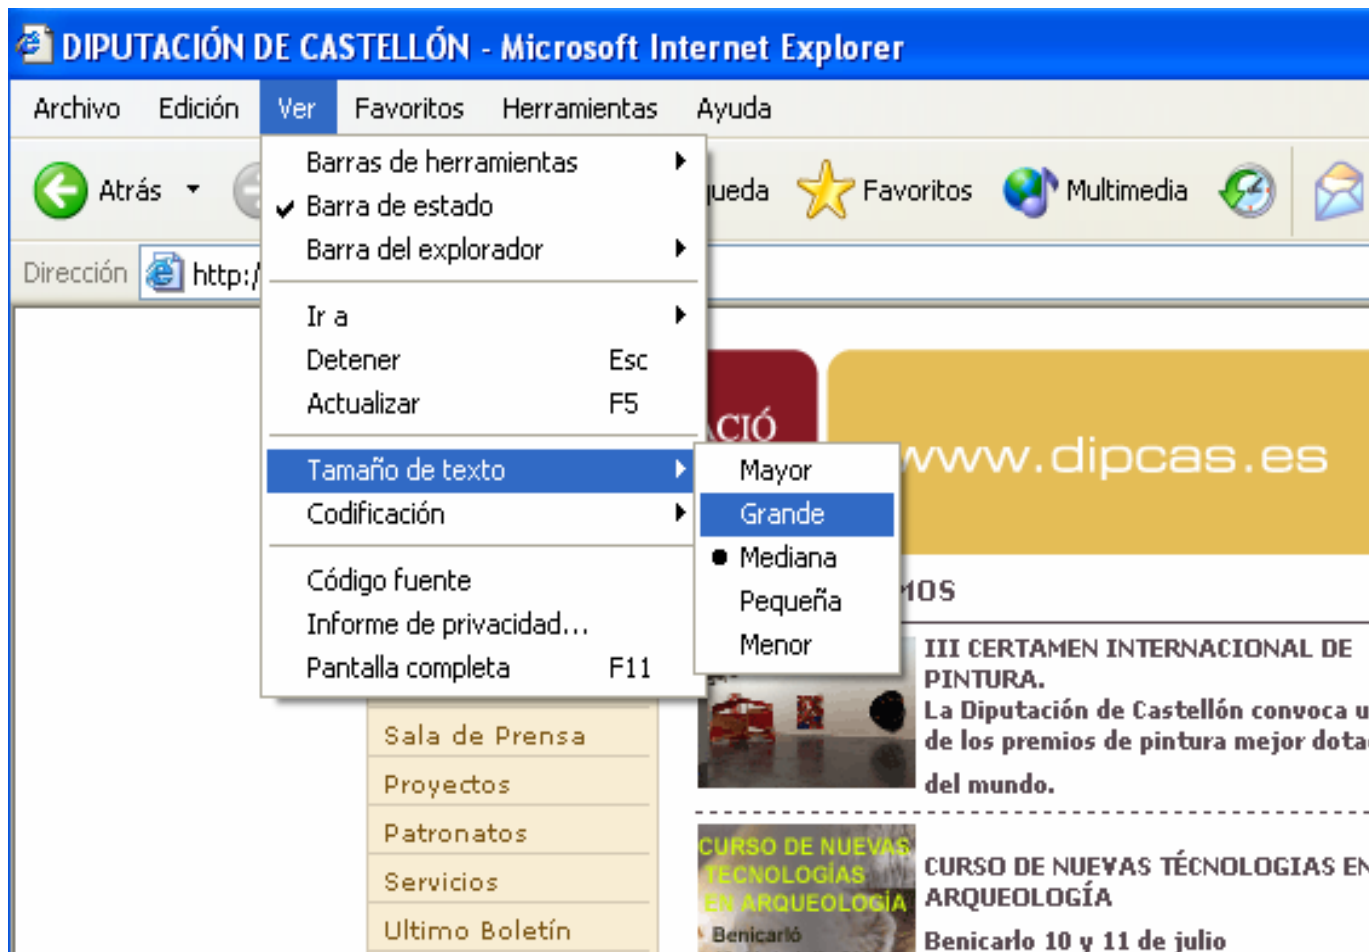 DIPUTACIÓN DE CASTELLÓN - Microsoft Internet Explorer
Archivo Edición Ver Favoritos Herramientas Ayuda
Atrás Favoritos Multimedia
Dirección http:/
Barras de herramientas
Barra de estado
Barra del explorador
Ir a
Detener Esc
Actualizar F5
Tamaño de texto
Codificación
Código fuente
Informe de privacidad...
Pantalla completa F11
Mayor
Grande
Mediana
Pequeña
Menor
www.dipcas.es
Sala de Prensa
Proyectos
Patronatos
Servicios
Ultimo Boletín
III CERTAMEN INTERNACIONAL DE
PINTURA.
La Diputación de Castellón convoca
de los premios de pintura mejor
del mundo.
CURSO DE NUEVAS
TECNOLOGÍAS
EN ARQUEOLOGÍA
Benicarló
CURSO DE NUEVAS TÉCNOLOGIAS EN
ARQUEOLOGÍA
Benicarlo 10 y 11 de julio